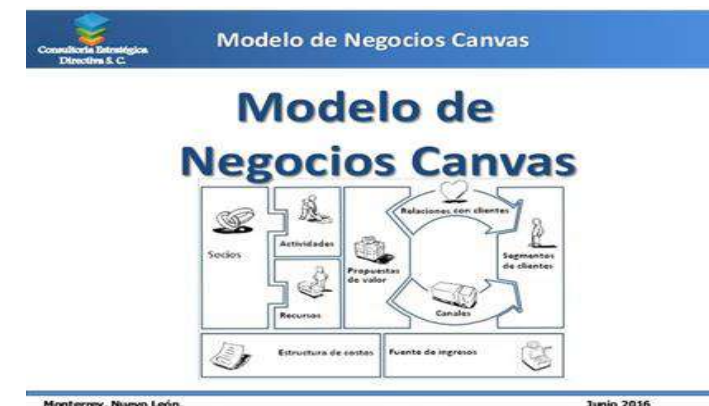 Consultoría Estratégica
Directiva S. C.
Modelo de Negocios Canvas
Modelo de
Negocios Canvas
Relaciones con clientes
Socios
Actividades
Propuestas
de valor
Segmentos
de clientes
Recursos
Canales
Estructura de costos
Fuente de ingresos
Monterrey, Nuevo León.
Junio 2016